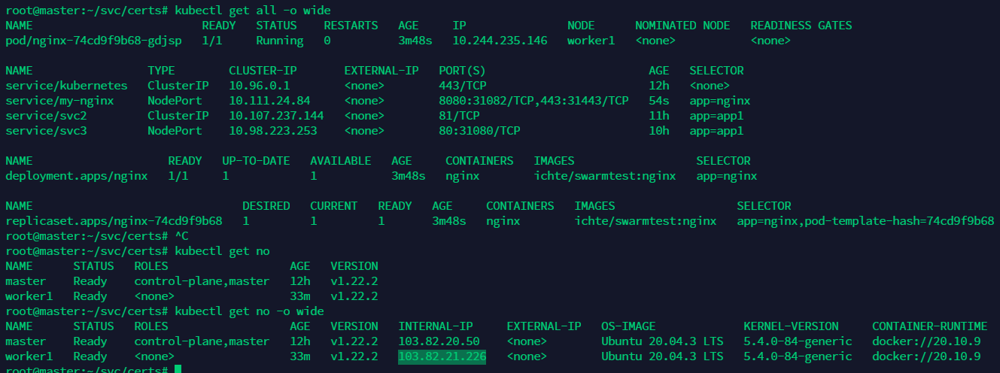 root@master:~/svc/certs# kubectl get all -o wide
NAME                         READY   STATUS    RESTARTS   AGE     IP               NODE      NOMINATED NODE   READINESS GATES
pod/nginx-74cd9f9b68-gdjsp   1/1     Running   0          3m48s   10.244.235.146   worker1   <none>           <none>
NAME                 TYPE        CLUSTER-IP       EXTERNAL-IP   PORT(S)                        AGE   SELECTOR
service/kubernetes   ClusterIP   10.96.0.1        <none>        443/TCP                        12h   <none>
service/my-nginx     NodePort    10.111.24.84     <none>        8080:31082/TCP,443:31443/TCP   54s   app=nginx
service/svc2         ClusterIP   10.107.237.144   <none>        81/TCP                         11h   app=app1
service/svc3         NodePort    10.98.223.253    <none>        80:31080/TCP                   10h   app=app1
NAME                    READY   UP-TO-DATE   AVAILABLE   AGE     CONTAINERS   IMAGES                  SELECTOR
deployment.apps/nginx   1/1     1            1           3m48s   nginx        ichte/swarmtest:nginx   app=nginx
NAME                               DESIRED   CURRENT   READY   AGE     CONTAINERS   IMAGES                  SELECTOR
replicaset.apps/nginx-74cd9f9b68   1         1         1       3m48s   nginx        ichte/swarmtest:nginx   app=nginx,pod-template-hash=74cd9f9b68
root@master:~/svc/certs# ^C
root@master:~/svc/certs# kubectl get no
NAME      STATUS   ROLES                  AGE   VERSION
master    Ready    control-plane,master   12h   v1.22.2
worker1   Ready    <none>                 33m   v1.22.2
root@master:~/svc/certs# kubectl get no -o wide
NAME      STATUS   ROLES                  AGE   VERSION   INTERNAL-IP     EXTERNAL-IP   OS-IMAGE             KERNEL-VERSION     CONTAINER-RUNTIME
master    Ready    control-plane,master   12h   v1.22.2   103.82.20.50    <none>        Ubuntu 20.04.3 LTS   5.4.0-84-generic   docker://20.10.9
worker1   Ready    <none>                 33m   v1.22.2   103.82.21.226   <none>        Ubuntu 20.04.3 LTS   5.4.0-84-generic   docker://20.10.9
root@master:~/svc/certs#